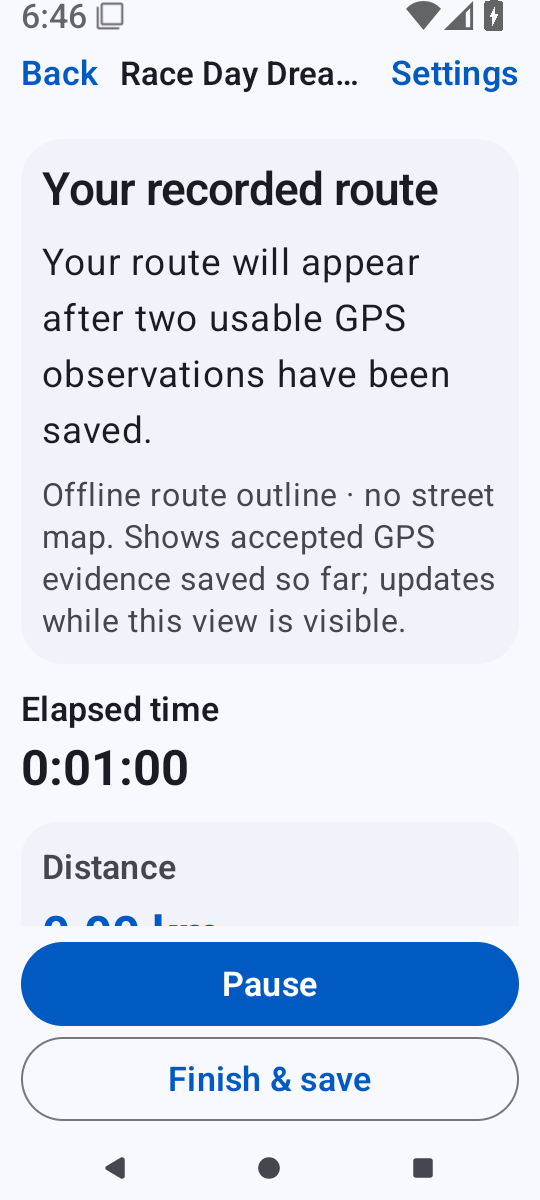 6:46
Back Race Day Drea... Settings
Your recorded route
Your route will appear
after two usable GPS
observations have been
saved.
Offline route outline · no street
map. Shows accepted GPS
evidence saved so far; updates
while this view is visible.
Elapsed time
0:01:00
Distance
Pause
Finish & save